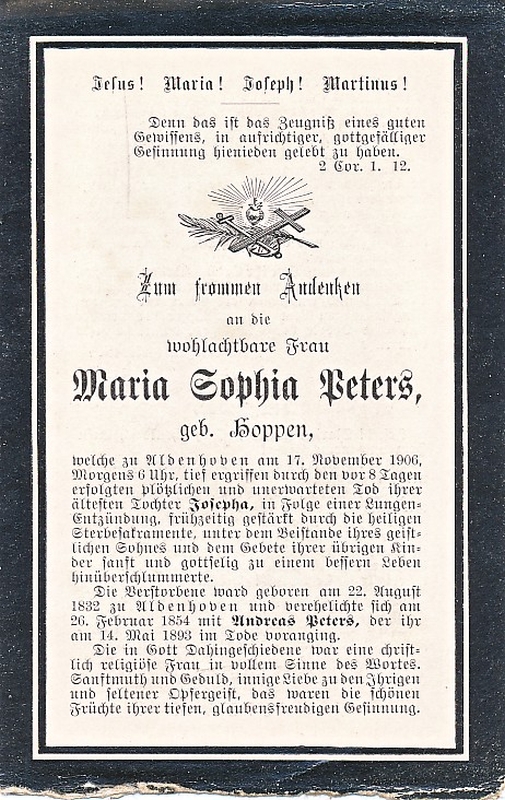 Jesus! Maria! Joseph! Martinus!
Denn das ist das Zeugniß eines guten
Gewissens, in aufrichtiger, gottgefälliger
Gesinnung hienieden gelebt zu haben.
2 Cor. 1. 12.
Zum frommen Andenken
an die
wohlachtbare Frau
Maria Sophia Peters,
geb. Hoppen,
welche zu Aldenhoven am 17. November 1906,
Morgens 6 Uhr, tief ergriffen durch den vor 8 Tagen
erfolgten plötzlichen und unerwarteten Tod ihrer
ältesten Tochter Josepha, in Folge einer Lungen-
Entzündung, frühzeitig gestärkt durch die heiligen
Sterbesakramente, unter dem Beistande ihres geist-
lichen Sohnes und dem Gebete ihrer übrigen Kin-
der sanft und gottselig zu einem bessern Leben
hinüberschlummerte.
Die Verstorbene ward geboren am 22. August
1832 zu Aldenhoven und verehelichte sich am
26. Februar 1854 mit Andreas Peters, der ihr
am 14. Mai 1893 im Tode voranging.
Die in Gott Dahingeschiedene war eine christ-
lich religiöse Frau in vollem Sinne des Wortes.
Sanftmuth und Geduld, innige Liebe zu den Ihrigen
und seltener Opfergeist, das waren die schönen
Früchte ihrer tiefen, glaubensfreudigen Gesinnung.